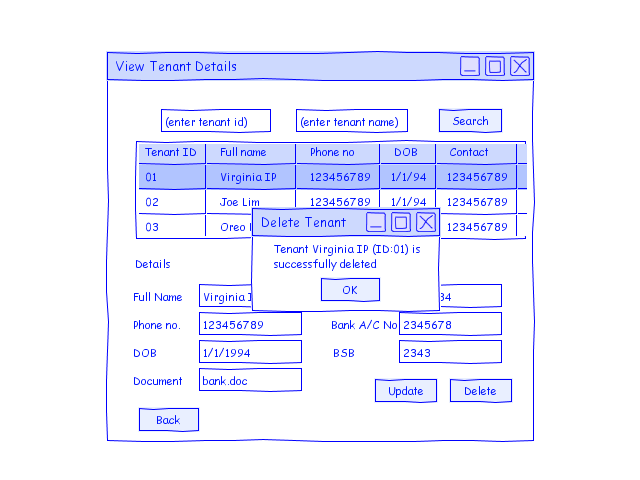 View Tenant Details
(enter tenant id) (enter tenant name) Search
Tenant ID Full name Phone no DOB Contact
01 Virginia IP 123456789 1/1/94 123456789
02 Joe Lim 123456789 1/1/94 123456789
03 Oreo 123456789
Delete Tenant
Tenant Virginia IP (ID:01) is
successfully deleted
OK
Details
Full Name Virginia 34
Phone no. 123456789 Bank A/C No 2345678
DOB 1/1/1994 BSB 2343
Document bank.doc
Update Delete
Back